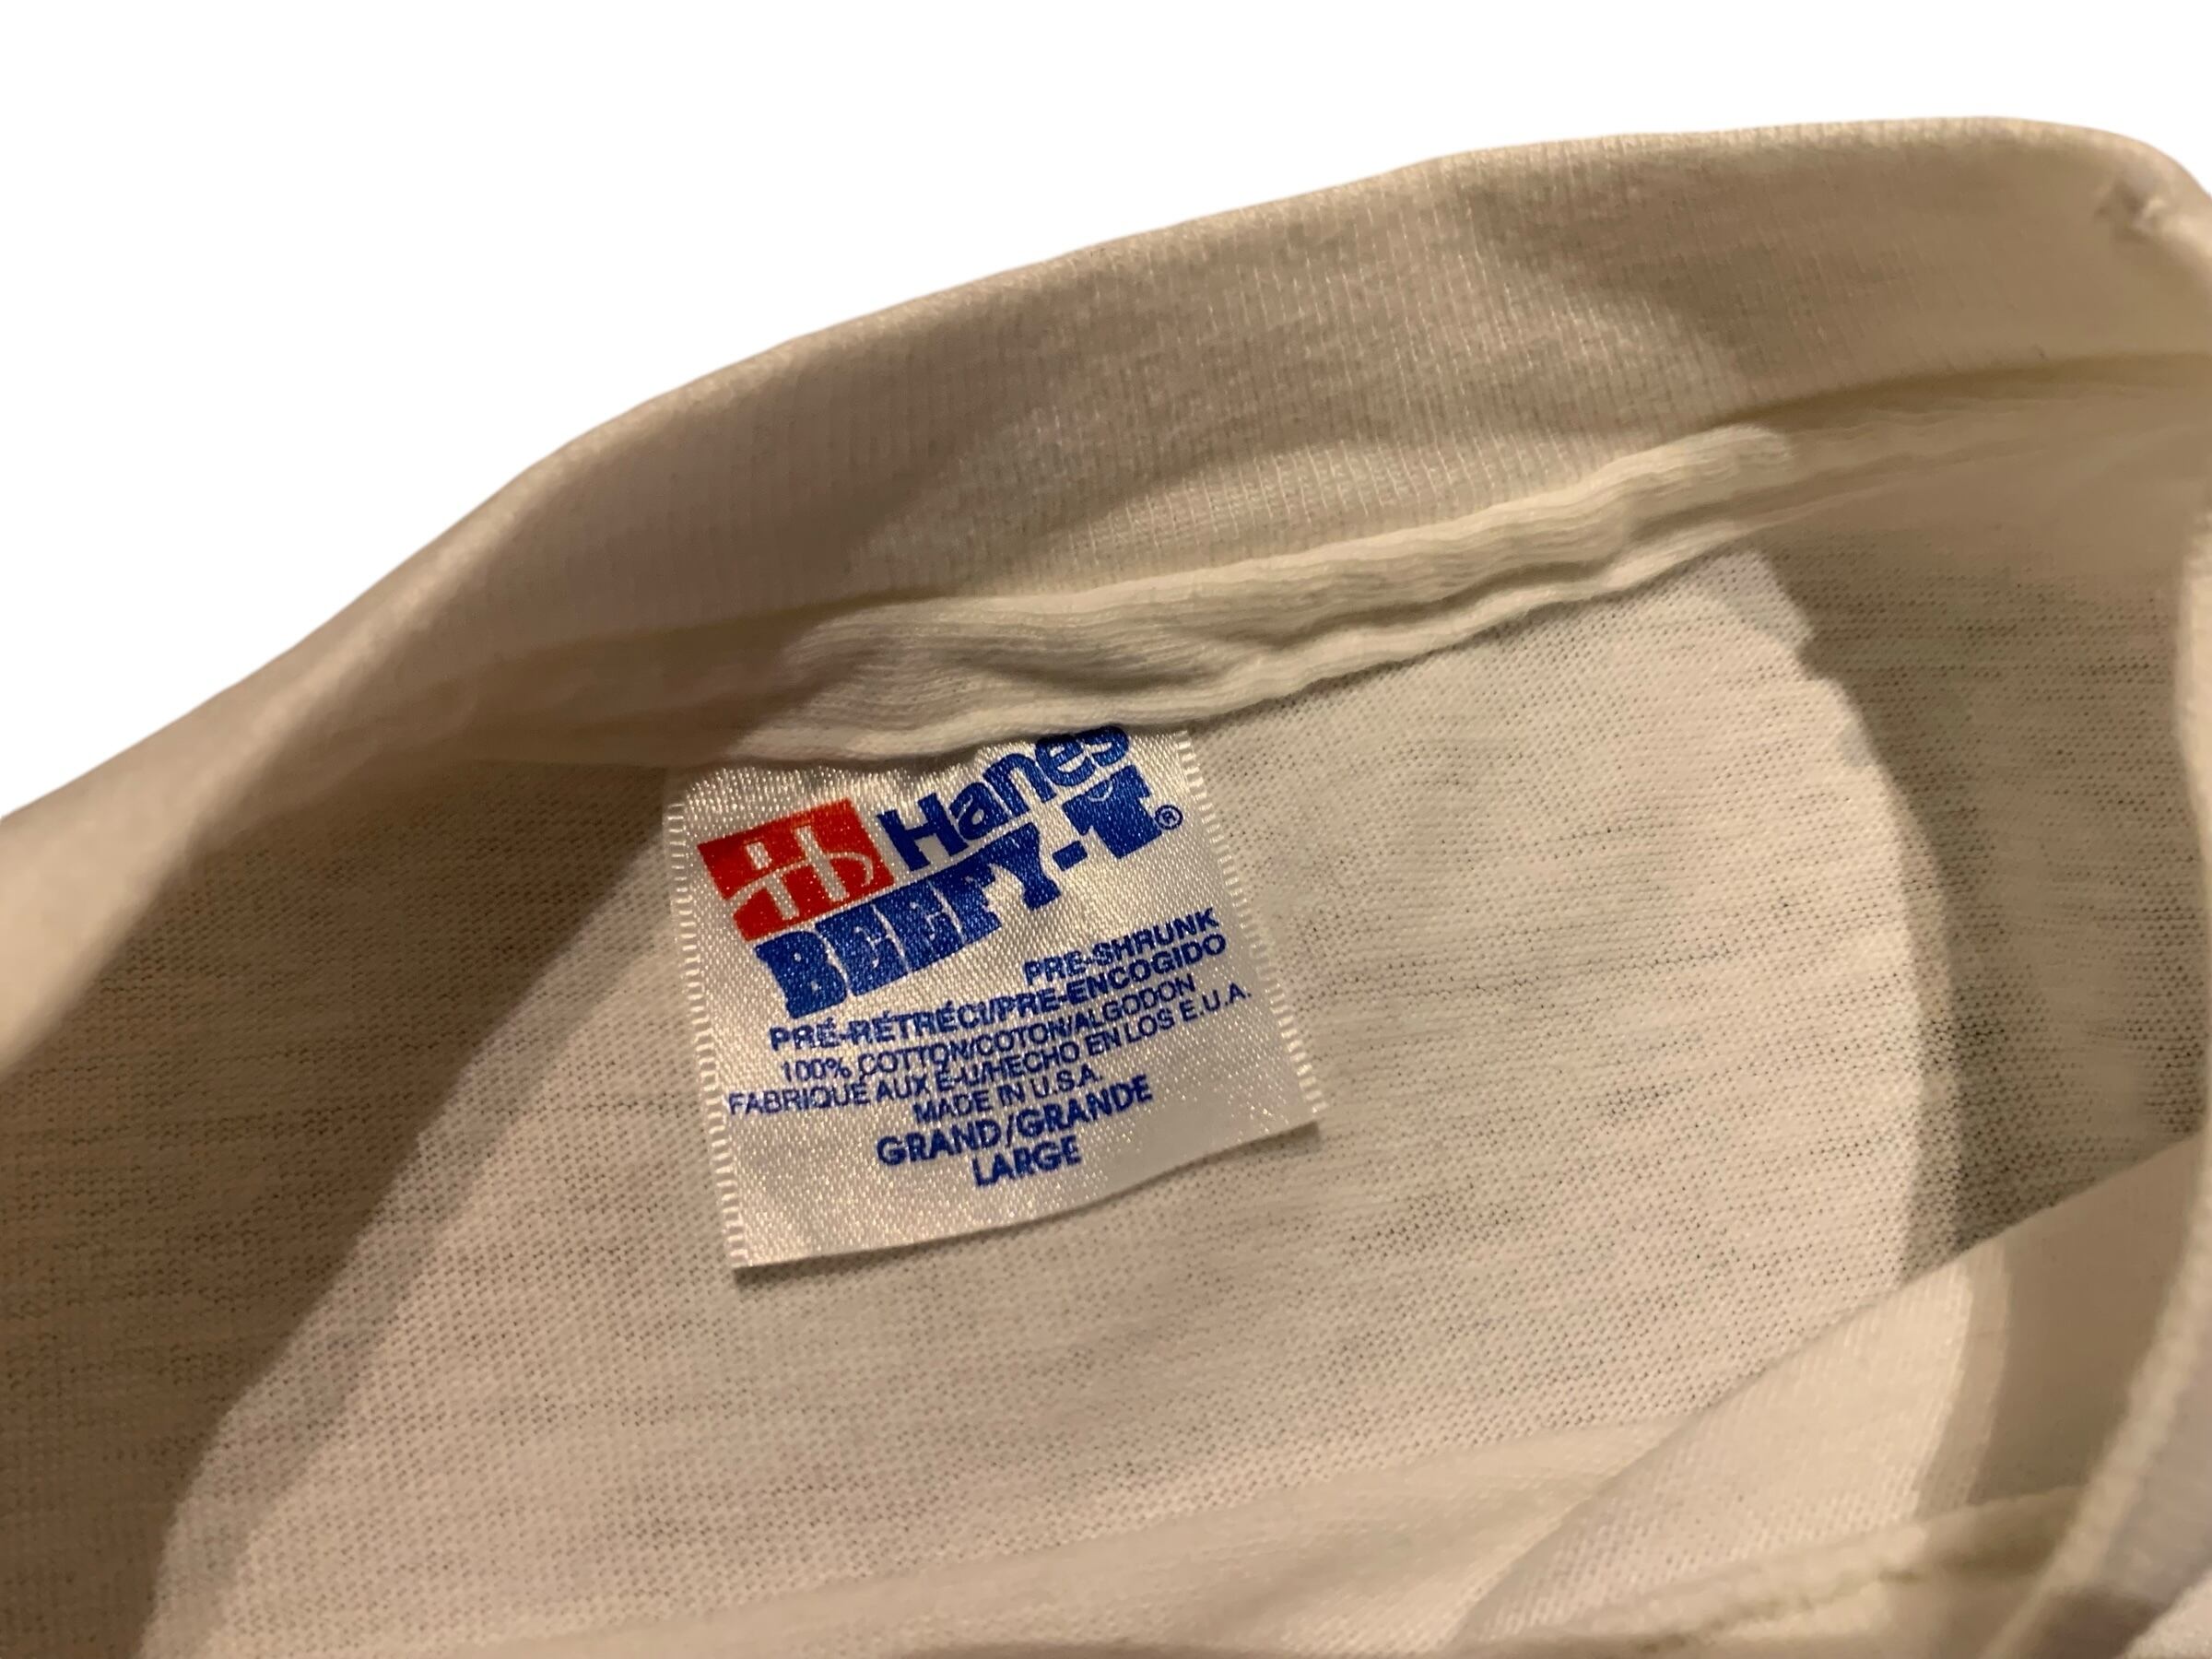 Hanes
BEEFY-T®
PRE-SHRUNK
PRÉ-RÉTRÉCI/PRE-ENCOGIDO
100% COTTON/COTON/ALGODON
FABRIQUÉ AUX É-U/HECHO EN LOS E.U.A.
MADE IN U.S.A.
GRAND/GRANDE
LARGE